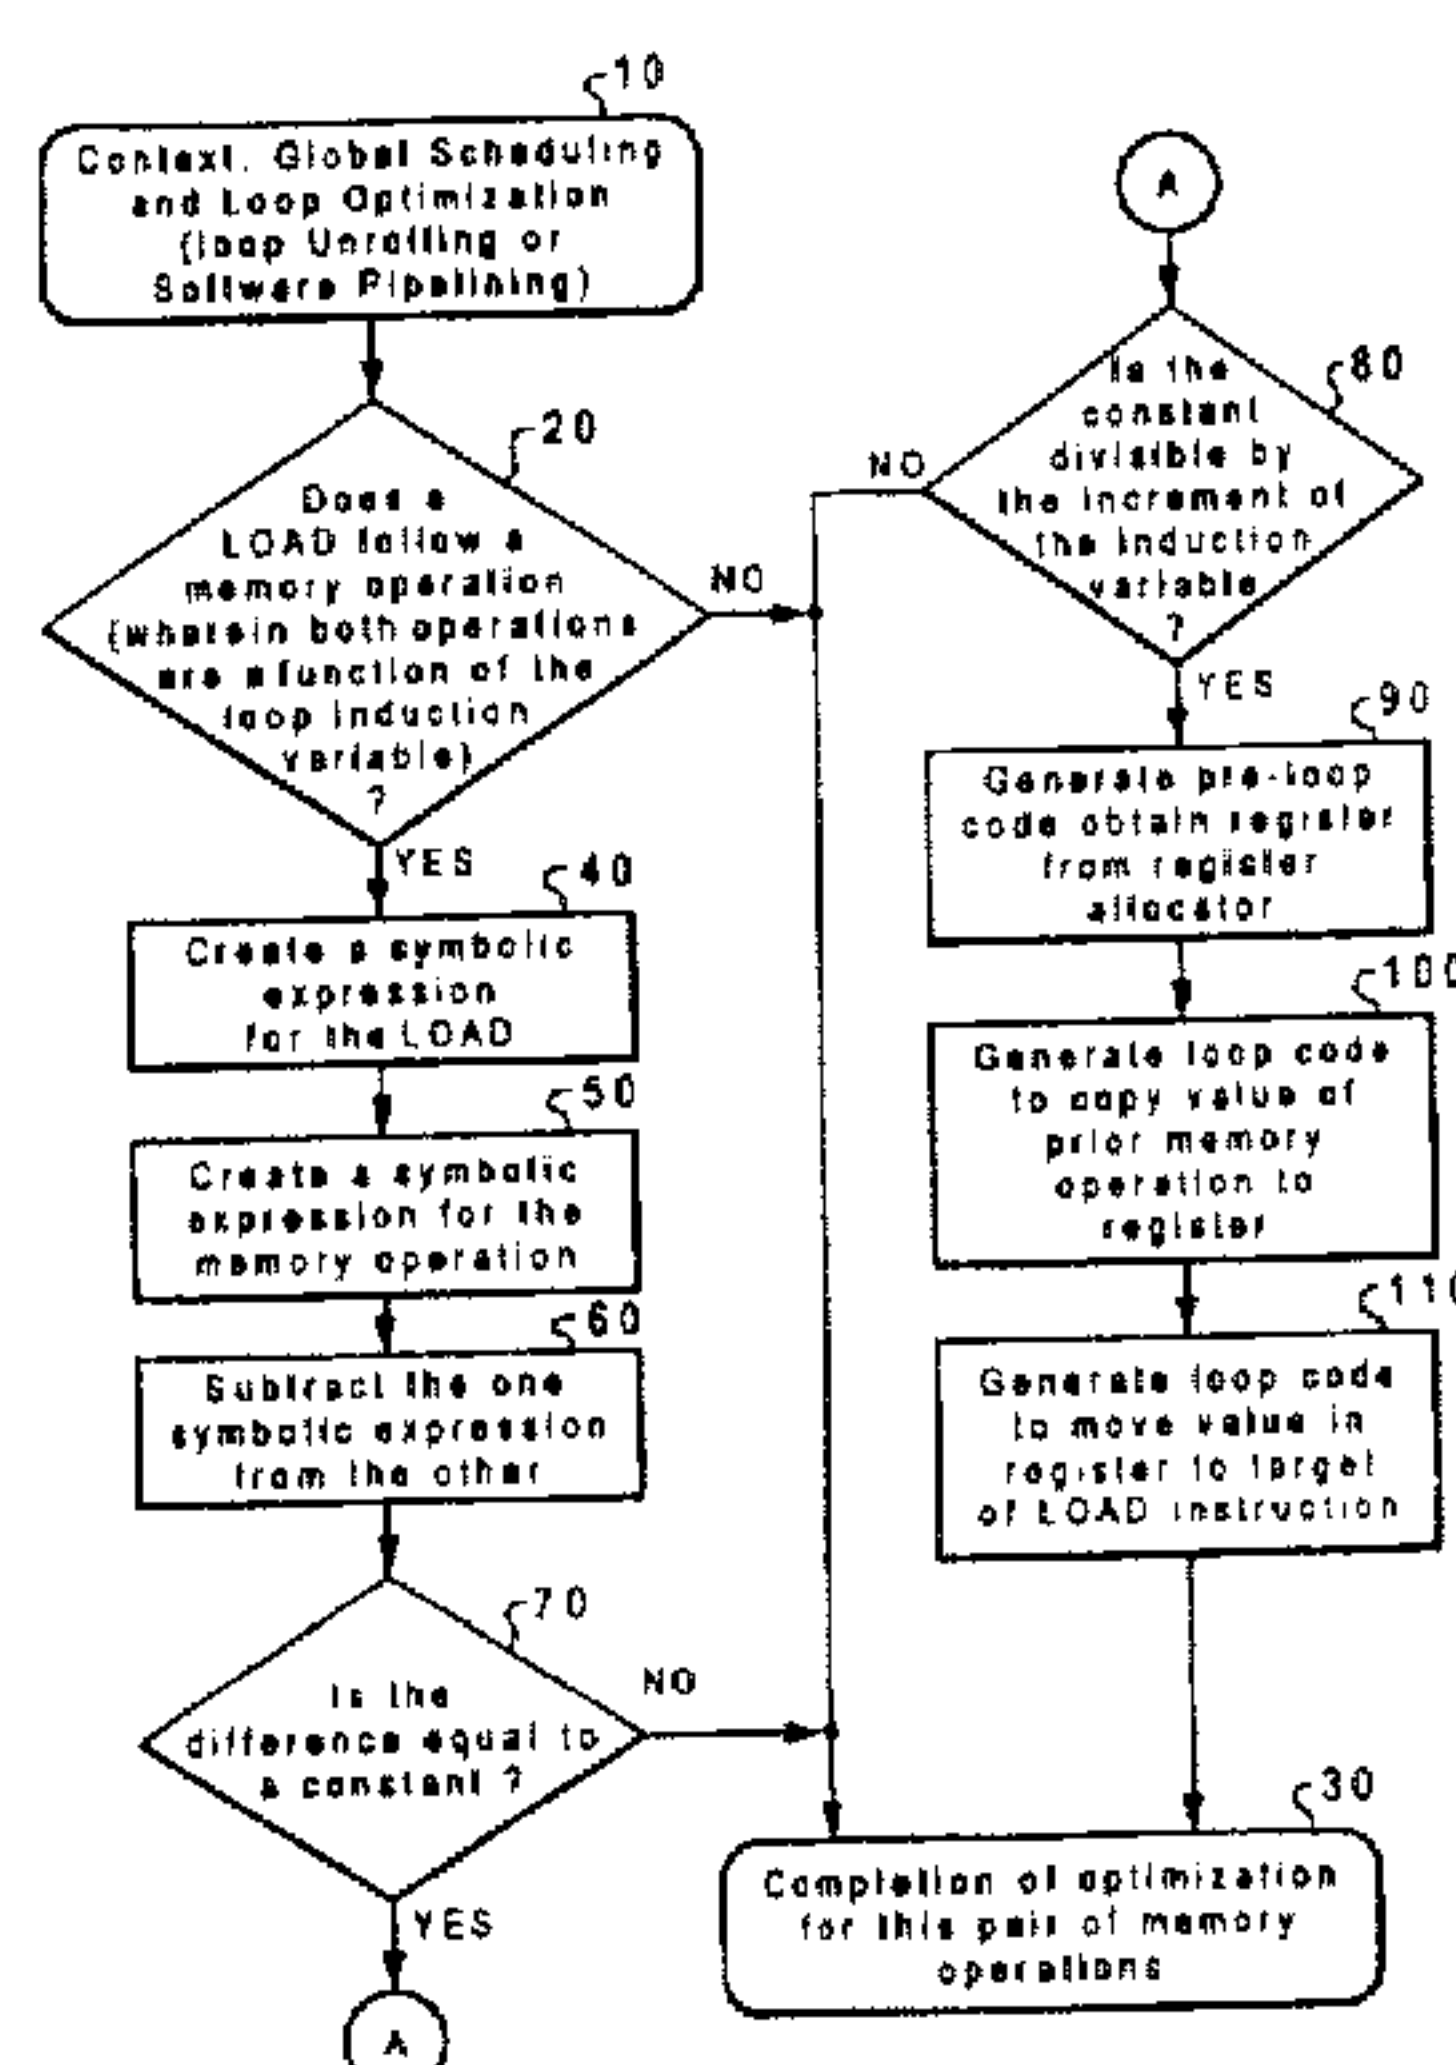 10
Context, Global Scheduling
and Loop Optimization
(loop Unrolling or
Software Pipelining)
20
Does a
LOAD follow a
memory operation
(wherein both operations
are a function of the
loop induction
variable)
?
NO
YES
40
Create a symbolic
expression
for the LOAD
50
Create a symbolic
expression for the
memory operation
60
Subtract the one
symbolic expression
from the other
70
Is the
difference equal to
a constant ?
NO
YES
A
A
80
Is the
constant
divisible by
the increment of
the induction
variable
?
NO
YES
90
Generate pre-loop
code obtain register
from register
allocator
100
Generate loop code
to copy value of
prior memory
operation to
register
110
Generate loop code
to move value in
register to target
of LOAD instruction
30
Completion of optimization
for this pair of memory
operations